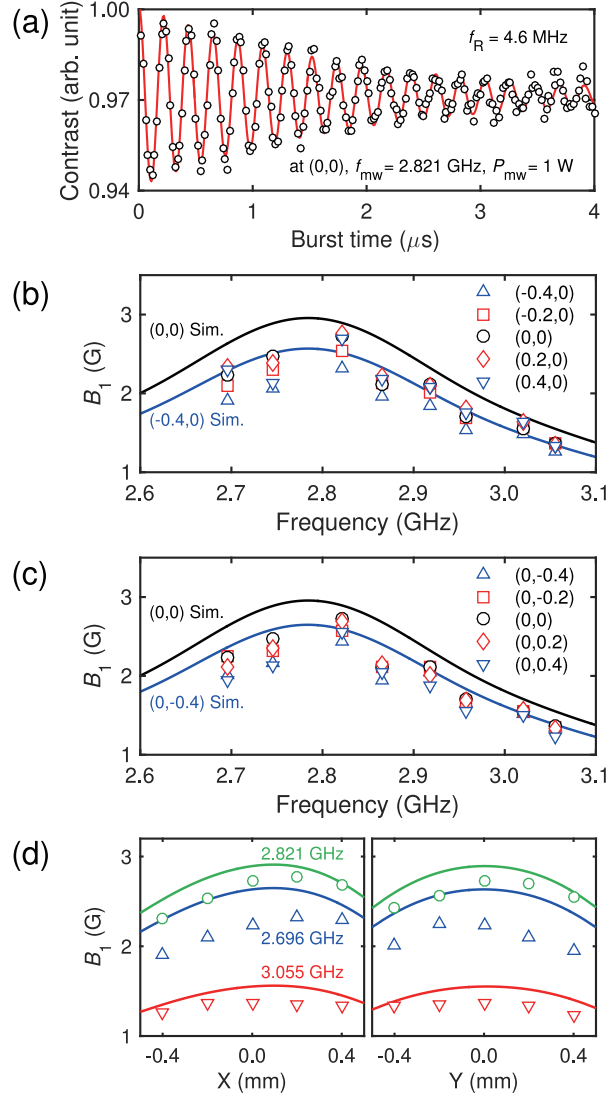 (a)
1.00
0.97
0.94
Contrast (arb. unit)
f_R = 4.6 MHz
at (0,0), f_mw = 2.821 GHz, P_mw = 1 W
0 1 2 3 4
Burst time (μs)
(b)
3
2
1
B_1 (G)
(0,0) Sim.
(-0.4,0) Sim.
(-0.4,0)
(-0.2,0)
(0,0)
(0.2,0)
(0.4,0)
2.6 2.7 2.8 2.9 3.0 3.1
Frequency (GHz)
(c)
3
2
1
B_1 (G)
(0,0) Sim.
(0,-0.4) Sim.
(0,-0.4)
(0,-0.2)
(0,0)
(0,0.2)
(0,0.4)
2.6 2.7 2.8 2.9 3.0 3.1
Frequency (GHz)
(d)
3
2
1
B_1 (G)
2.821 GHz
2.696 GHz
3.055 GHz
-0.4 0.0 0.4
X (mm)
-0.4 0.0 0.4
Y (mm)